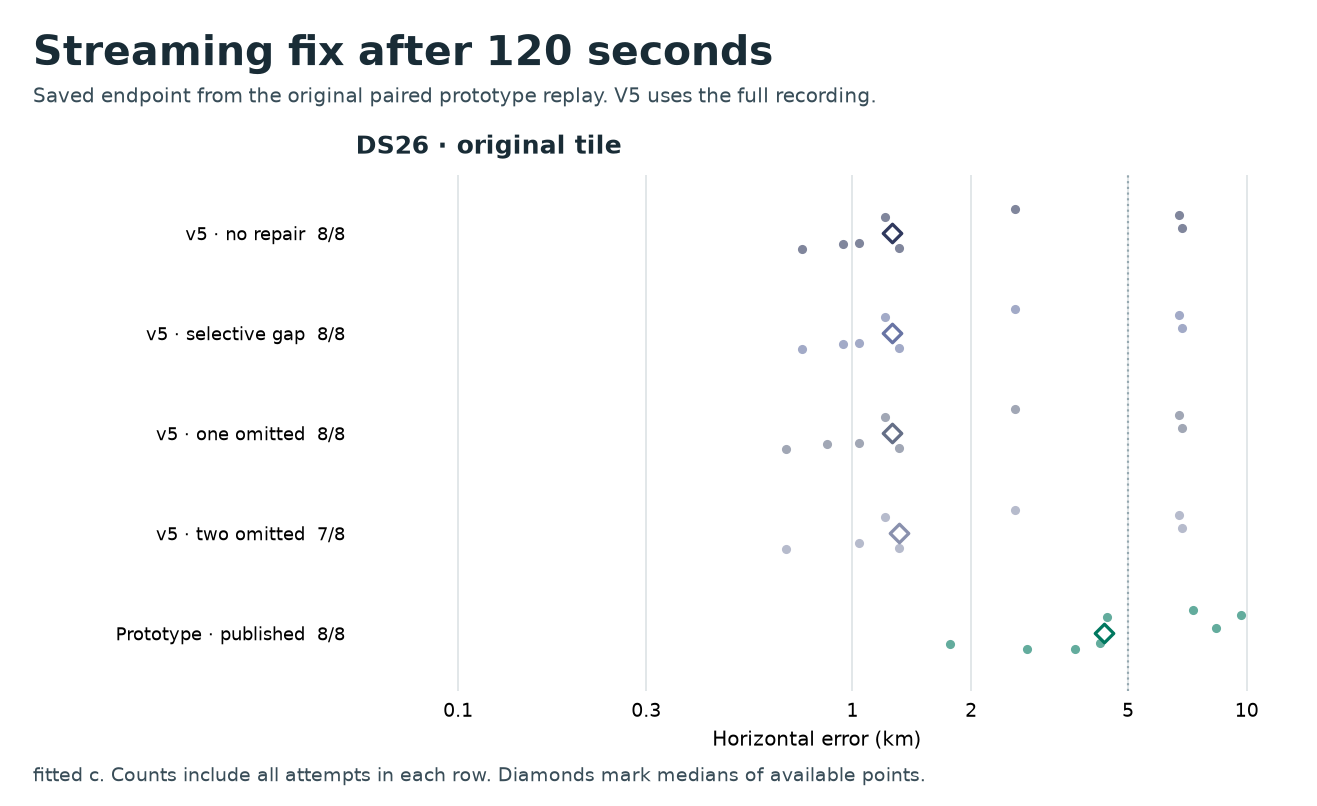 Streaming fix after 120 seconds
Saved endpoint from the original paired prototype replay. V5 uses the full recording.
DS26 · original tile
v5 · no repair 8/8
v5 · selective gap 8/8
v5 · one omitted 8/8
v5 · two omitted 7/8
Prototype · published 8/8
0.1 0.3 1 2 5 10
Horizontal error (km)
fitted c. Counts include all attempts in each row. Diamonds mark medians of available points.